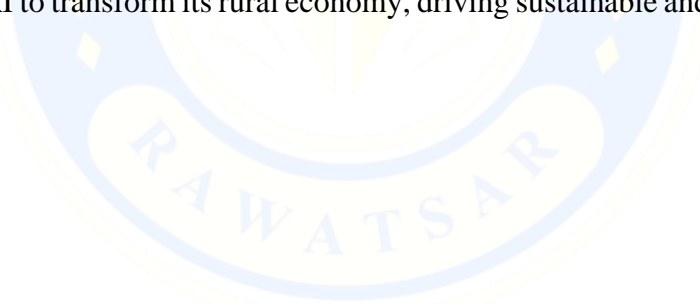 to transform its rural economy, driving sustainable and
RAWATSAR